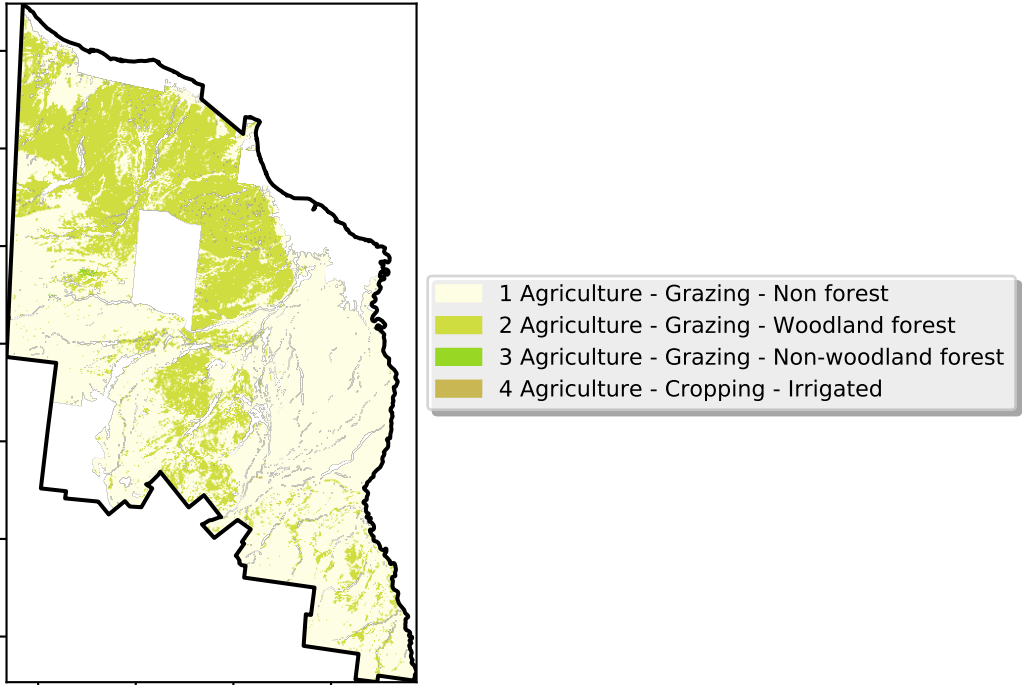 1 Agriculture - Grazing - Non forest
2 Agriculture - Grazing - Woodland forest
3 Agriculture - Grazing - Non-woodland forest
4 Agriculture - Cropping - Irrigated